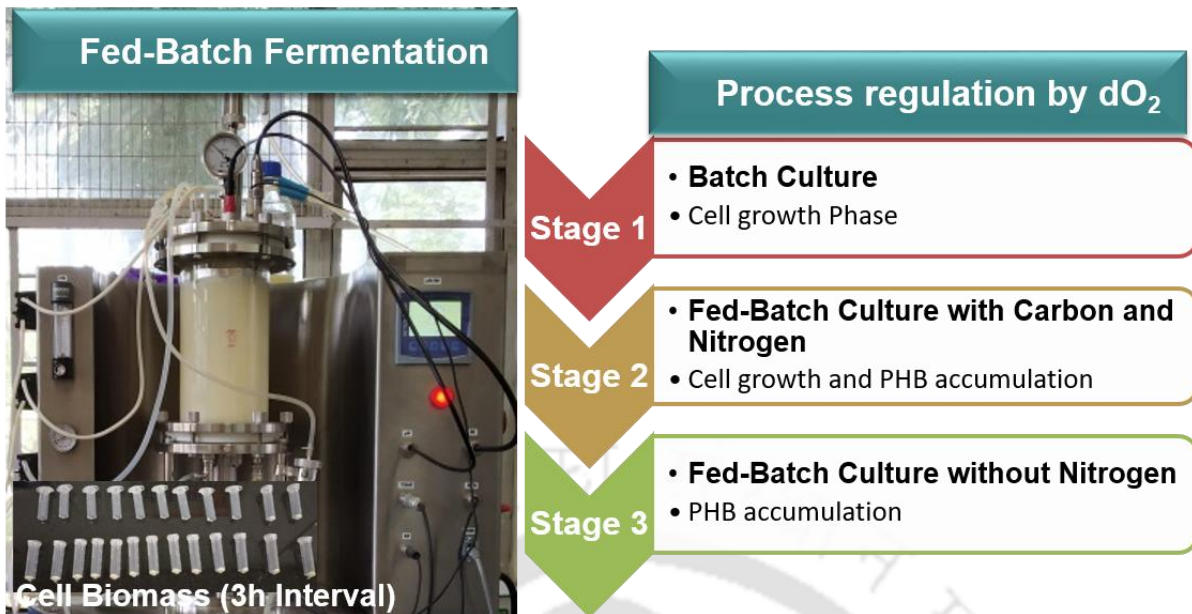 Fed-Batch Fermentation
Cell Biomass (3h Interval)
Process regulation by dO₂
Stage 1
• Batch Culture
• Cell growth Phase
Stage 2
• Fed-Batch Culture with Carbon and
Nitrogen
• Cell growth and PHB accumulation
Stage 3
• Fed-Batch Culture without Nitrogen
• PHB accumulation